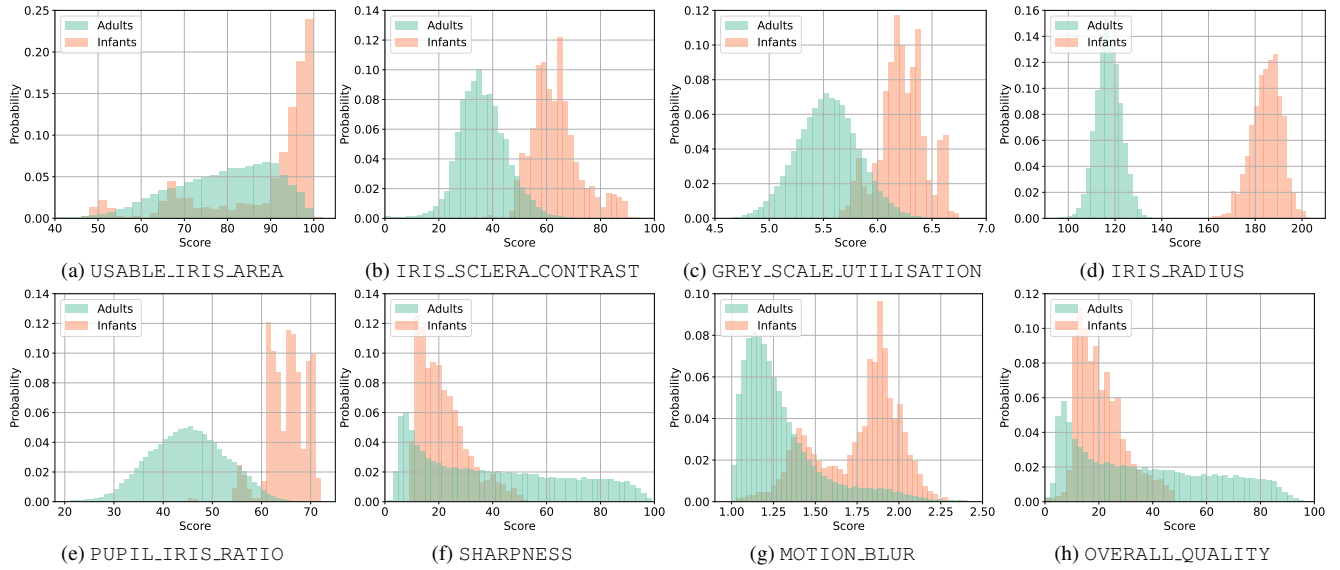 0.25
0.20
0.15
0.10
0.05
0.00
Probability
Adults
Infants
40 50 60 70 80 90 100
Score
(a) USABLE_IRIS_AREA
0.14
0.12
0.10
0.08
0.06
0.04
0.02
0.00
Probability
Adults
Infants
0 20 40 60 80 100
Score
(b) IRIS_SCLERA_CONTRAST
0.12
0.10
0.08
0.06
0.04
0.02
0.00
Probability
Adults
Infants
4.5 5.0 5.5 6.0 6.5 7.0
Score
(c) GREY_SCALE_UTILISATION
0.16
0.14
0.12
0.10
0.08
0.06
0.04
0.02
0.00
Probability
Adults
Infants
100 120 140 160 180 200
Score
(d) IRIS_RADIUS
0.14
0.12
0.10
0.08
0.06
0.04
0.02
0.00
Probability
Adults
Infants
20 30 40 50 60 70
Score
(e) PUPIL_IRIS_RATIO
0.14
0.12
0.10
0.08
0.06
0.04
0.02
0.00
Probability
Adults
Infants
0 20 40 60 80 100
Score
(f) SHARPNESS
0.10
0.08
0.06
0.04
0.02
0.00
Probability
Adults
Infants
1.00 1.25 1.50 1.75 2.00 2.25 2.50
Score
(g) MOTION_BLUR
0.12
0.10
0.08
0.06
0.04
0.02
0.00
Probability
Adults
Infants
0 20 40 60 80 100
Score
(h) OVERALL_QUALITY